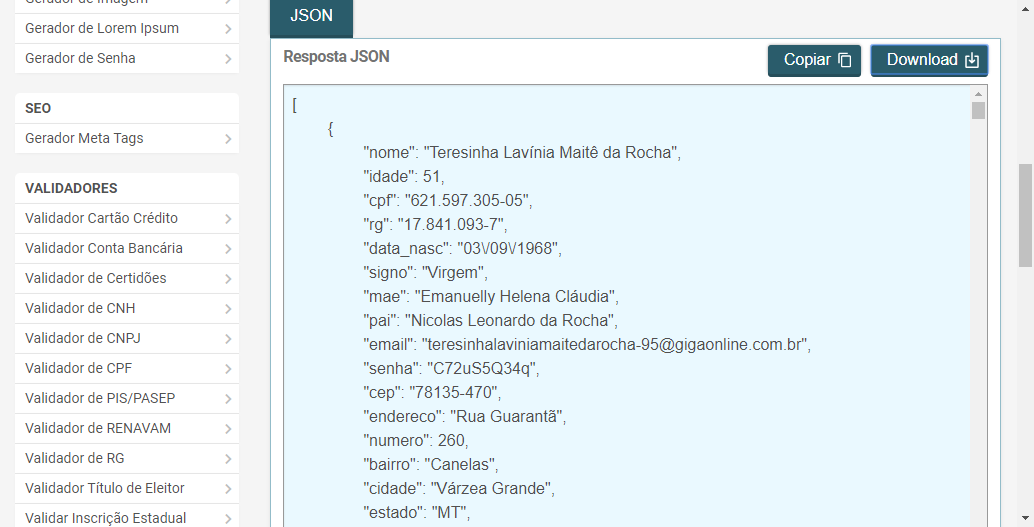 Gerador de Imagem
Gerador de Lorem Ipsum
Gerador de Senha
SEO
Gerador Meta Tags
VALIDADORES
Validador Cartão Crédito
Validador Conta Bancária
Validador de Certidões
Validador de CNH
Validador de CNPJ
Validador de CPF
Validador de PIS/PASEP
Validador de RENAVAM
Validador de RG
Validador Título de Eleitor
Validar Inscrição Estadual
JSON
Resposta JSON
Copiar
Download
[
{
"nome": "Teresinha Lavínia Maitê da Rocha",
"idade": 51,
"cpf": "621.597.305-05",
"rg": "17.841.093-7",
"data_nasc": "03\/09\/1968",
"signo": "Virgem",
"mae": "Emanuelly Helena Cláudia",
"pai": "Nicolas Leonardo da Rocha",
"email": "teresinhalaviniamaitedarocha-95@gigaonline.com.br",
"senha": "C72uS5Q34q",
"cep": "78135-470",
"endereco": "Rua Guarantã",
"numero": 260,
"bairro": "Canelas",
"cidade": "Várzea Grande",
"estado": "MT",